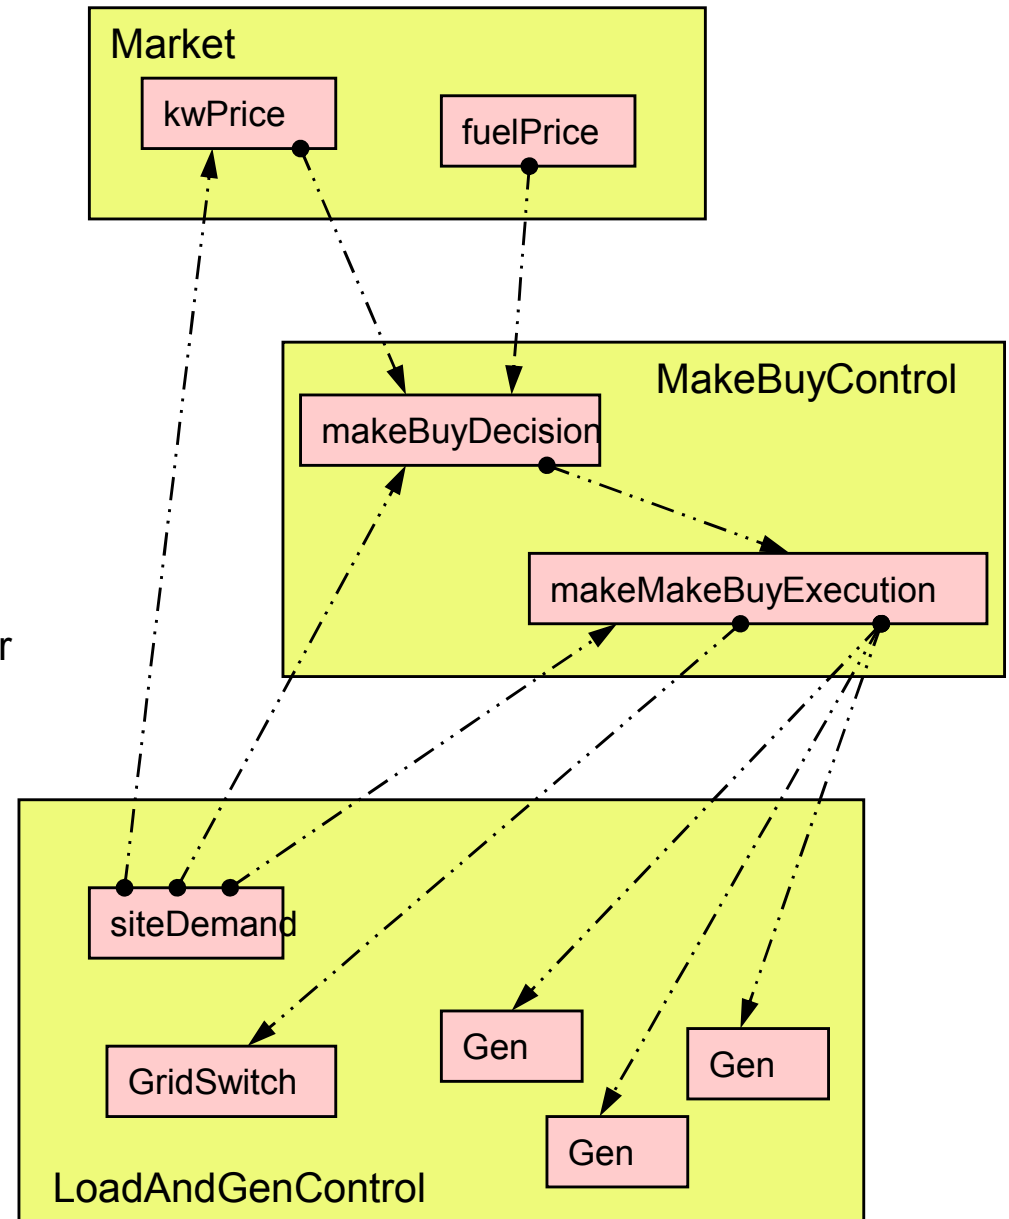 Market
kwPrice
fuelPrice
MakeBuyControl
makeBuyDecision
makeMakeBuyExecution
r
siteDemand
Gen
Gen
GridSwitch
Gen
LoadAndGenControl